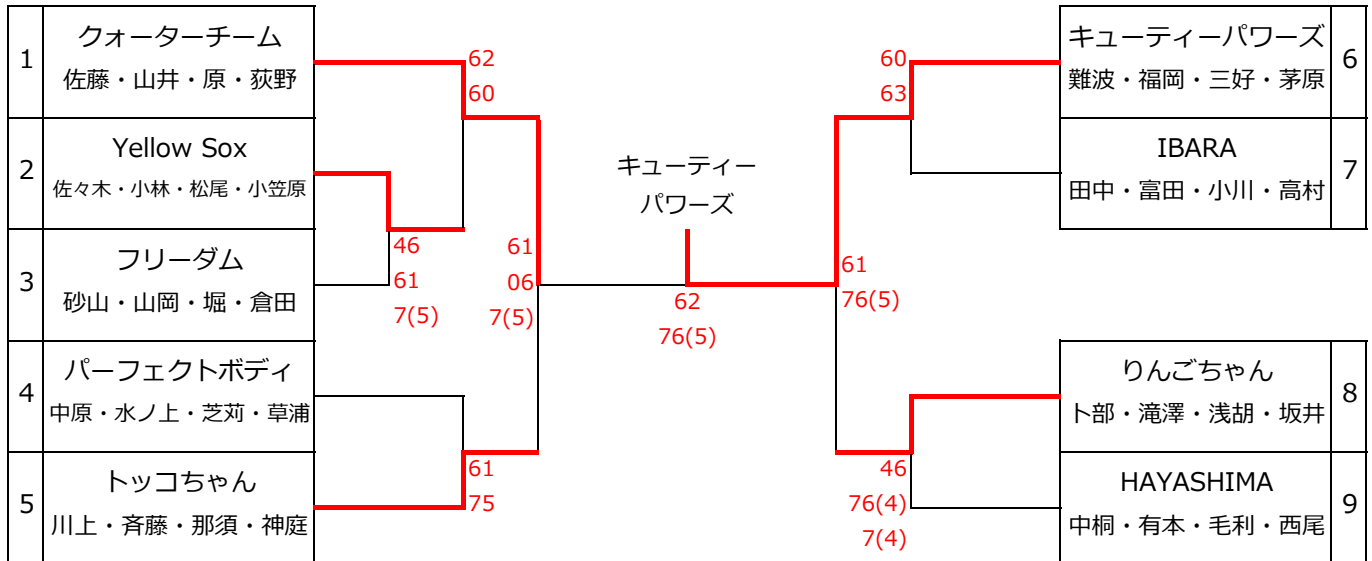 1
クォーターチーム
佐藤・山井・原・荻野
2
Yellow Sox
佐々木・小林・松尾・小笠原
3
フリーダム
砂山・山岡・堀・倉田
4
パーフェクトボディ
中原・水ノ上・芝苅・草浦
5
トッコちゃん
川上・斉藤・那須・神庭
62
60
46
61
7(5)
61
75
61
06
7(5)
キューティー
パワーズ
62
76(5)
61
76(5)
60
63
46
76(4)
7(4)
キューティーパワーズ
難波・福岡・三好・茅原
6
IBARA
田中・富田・小川・高村
7
りんごちゃん
卜部・滝澤・浅胡・坂井
8
HAYASHIMA
中桐・有本・毛利・西尾
9